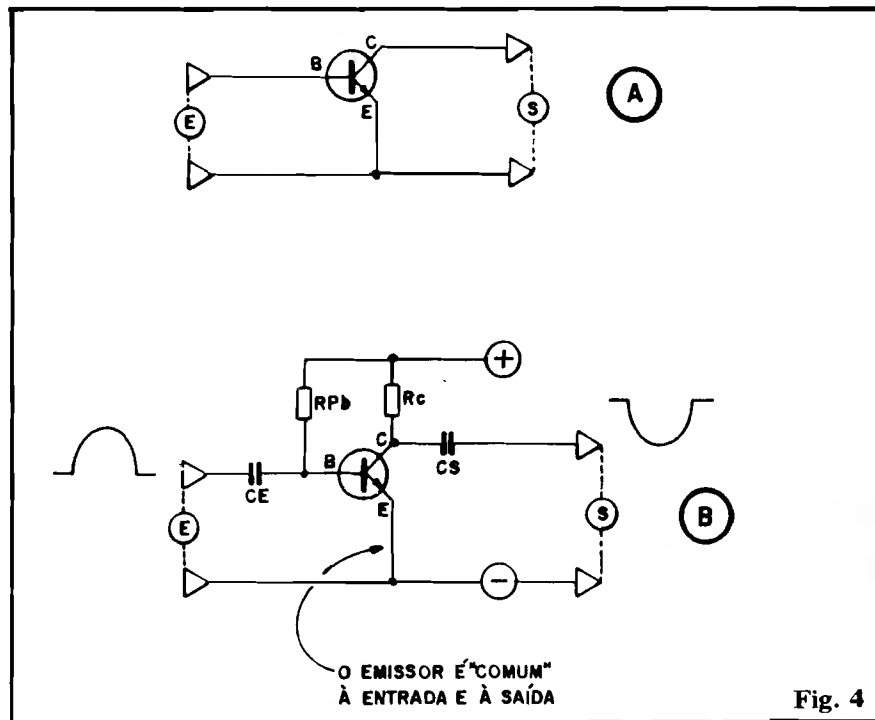 C
B
E
E
S
A
+
RPb
Rc
C
CS
B
CE
E
E
S
B
-
O EMISSOR É "COMUM"
À ENTRADA E À SAÍDA
Fig. 4